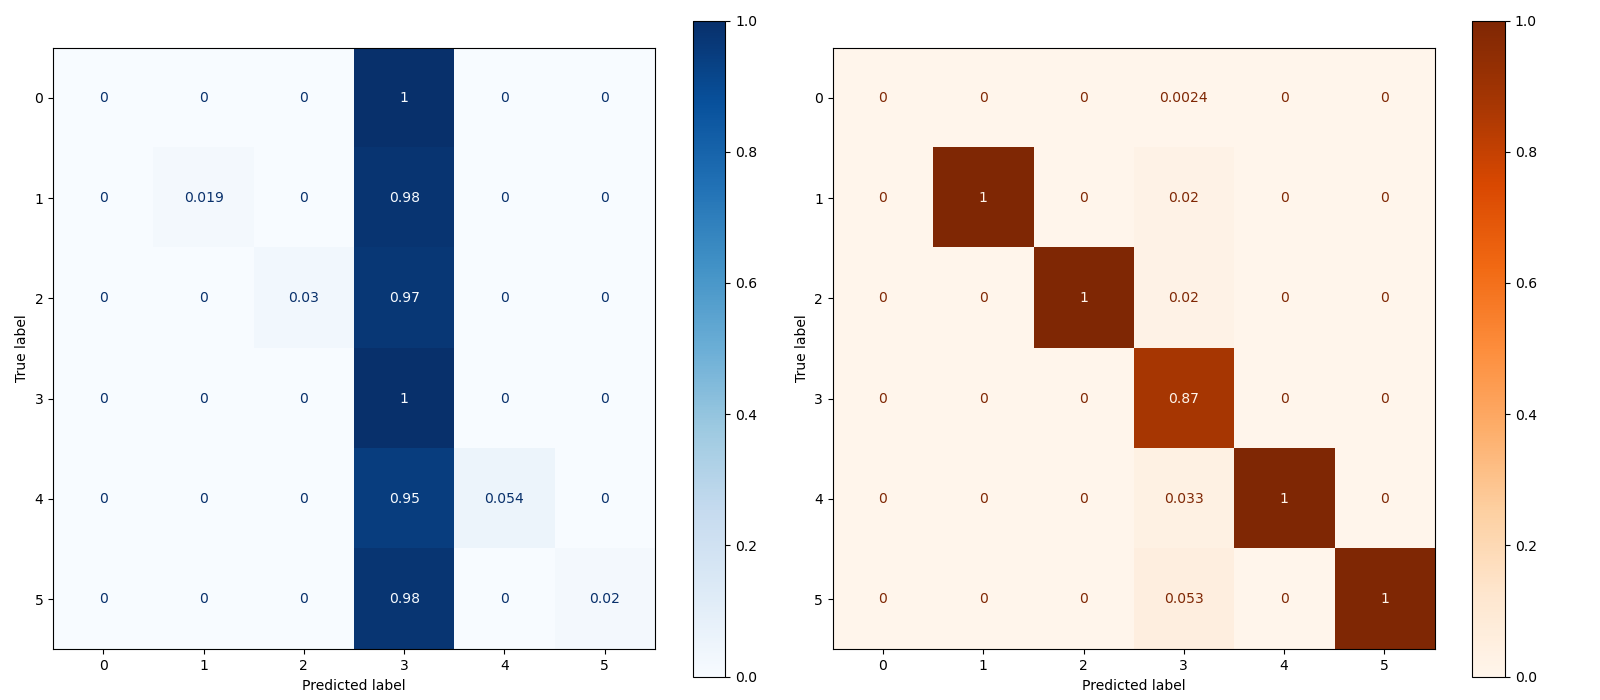 0 0 0 0 1 0 0
1 0 0.019 0 0.98 0 0
2 0 0 0.03 0.97 0 0
3 0 0 0 1 0 0
4 0 0 0 0.95 0.054 0
5 0 0 0 0.98 0 0.02
0 1 2 3 4 5
True label
Predicted label
1.0
0.8
0.6
0.4
0.2
0.0
0 0 0 0 0.0024 0 0
1 0 1 0 0.02 0 0
2 0 0 1 0.02 0 0
3 0 0 0 0.87 0 0
4 0 0 0 0.033 1 0
5 0 0 0 0.053 0 1
0 1 2 3 4 5
True label
Predicted label
1.0
0.8
0.6
0.4
0.2
0.0